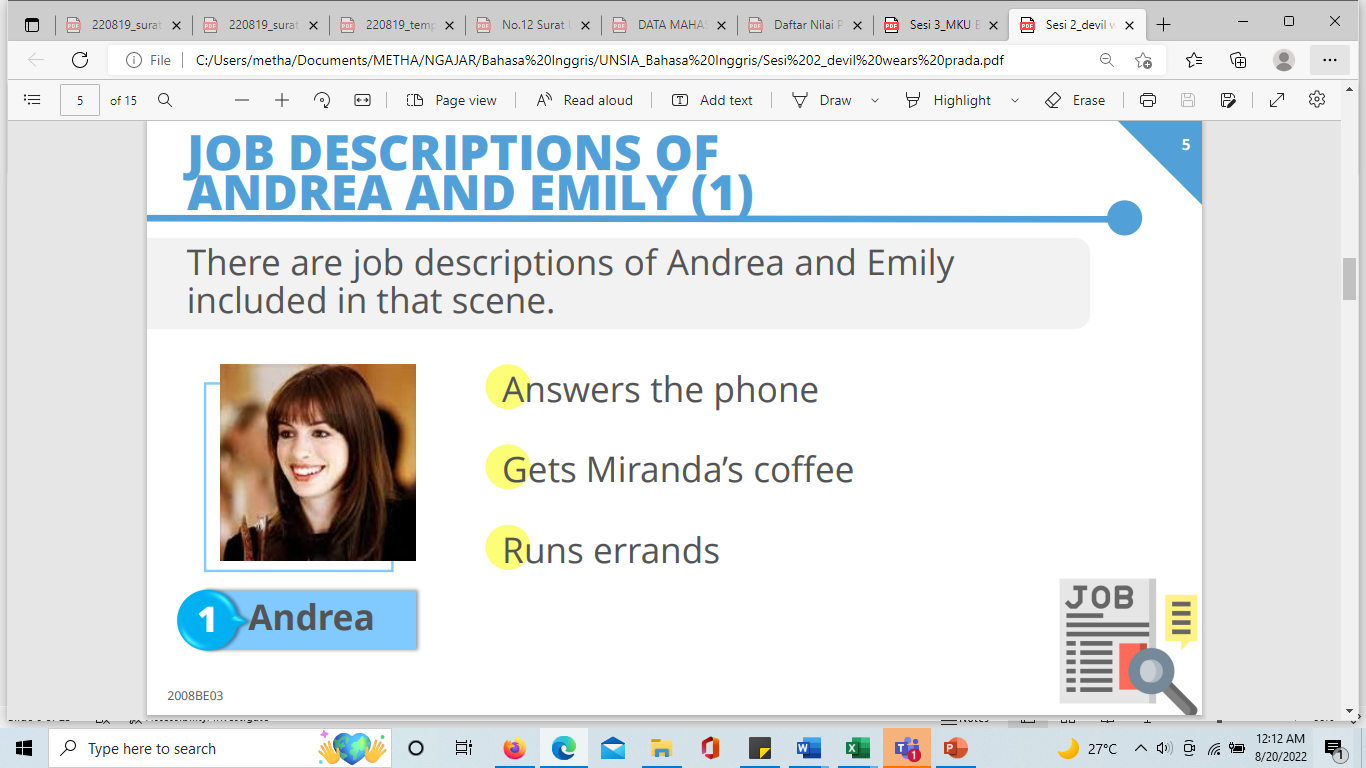 220819_surat
220819_surat
220819_temp
No.12 Surat
DATA MAHAS
Daftar Nilai P
Sesi 3_MKU B
Sesi 2_devil w
File
C:/Users/metha/Documents/METHA/NGAJAR/Bahasa%20Inggris/UNSIA_Bahasa%20Inggris/Sesi%202_devil%20wears%20prada.pdf
5 of 15
Page view
Read aloud
Add text
Draw
Highlight
Erase
JOB DESCRIPTIONS OF
ANDREA AND EMILY (1)
5
There are job descriptions of Andrea and Emily
included in that scene.
Answers the phone
Gets Miranda’s coffee
Runs errands
1 Andrea
JOB
2008BE03
Type here to search
1
27°C
12:12 AM
8/20/2022
1